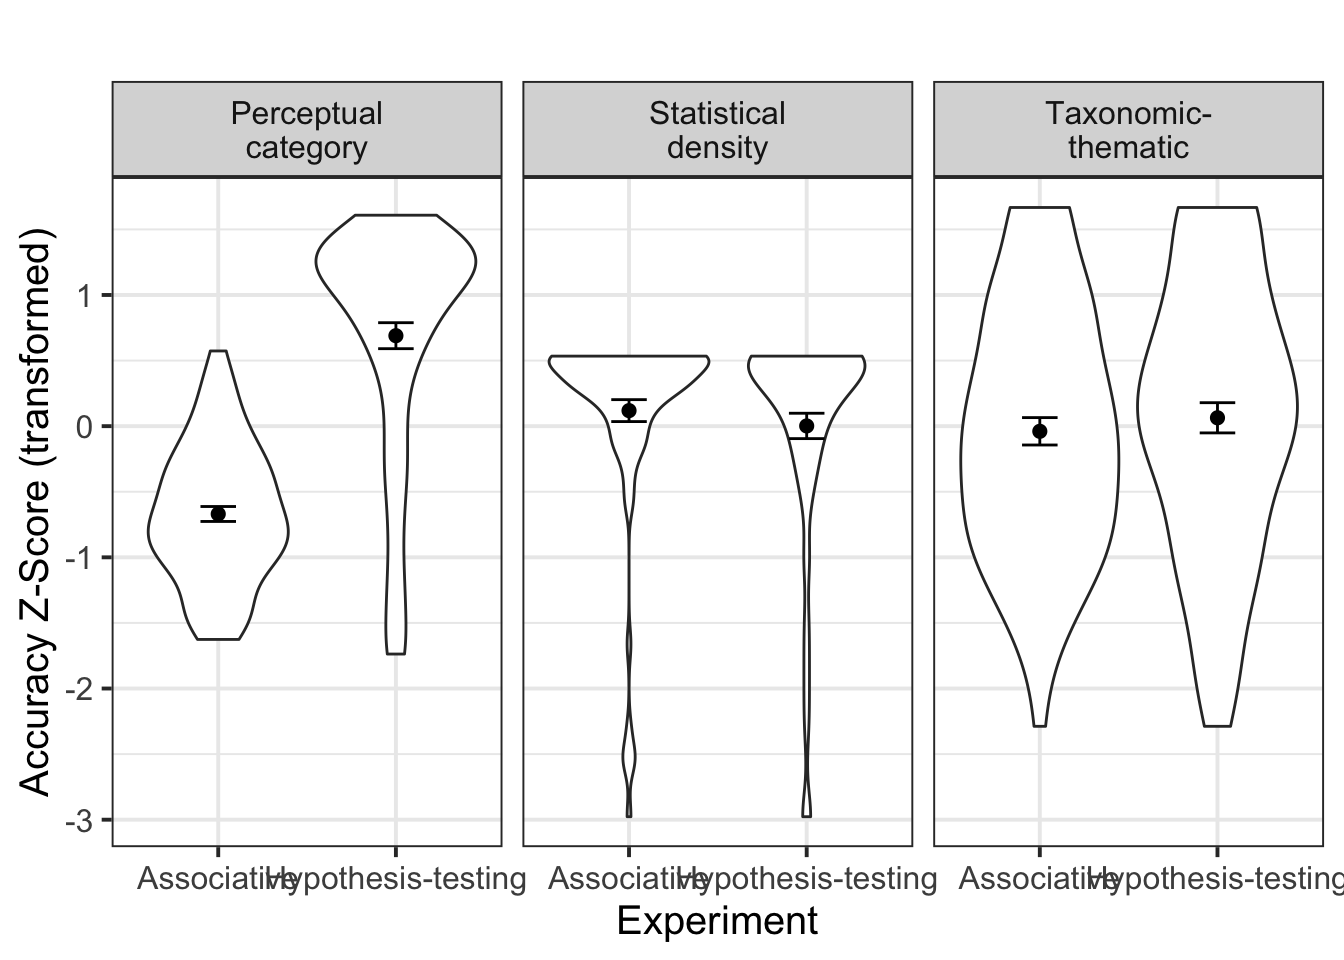 Perceptual
category
Statistical
density
Taxonomic-
thematic
Accuracy Z-Score (transformed)
1
0
-1
-2
-3
Associative
Hypothesis-testing
Associative
Hypothesis-testing
Associative
Hypothesis-testing
Experiment